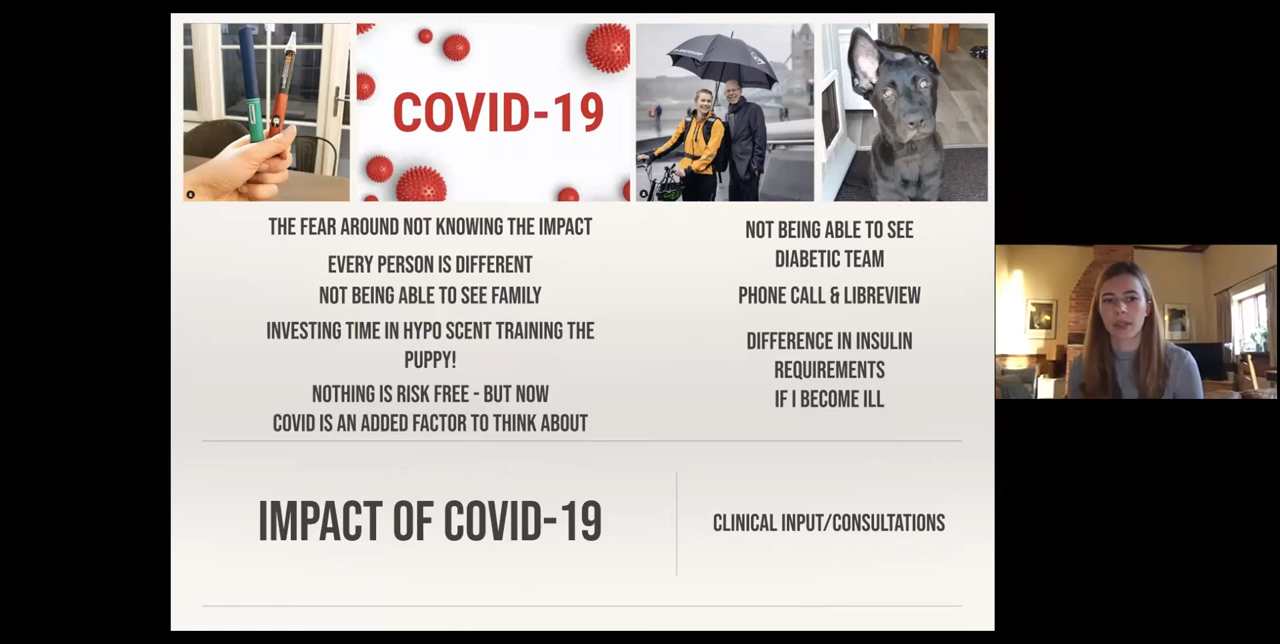 COVID-19
THE FEAR AROUND NOT KNOWING THE IMPACT
EVERY PERSON IS DIFFERENT
NOT BEING ABLE TO SEE FAMILY
INVESTING TIME IN HYPO SCENT TRAINING THE
PUPPY!
NOTHING IS RISK FREE - BUT NOW
COVID IS AN ADDED FACTOR TO THINK ABOUT
NOT BEING ABLE TO SEE
DIABETIC TEAM
PHONE CALL & LIBREVIEW
DIFFERENCE IN INSULIN
REQUIREMENTS
IF I BECOME ILL
IMPACT OF COVID-19
CLINICAL INPUT/CONSULTATIONS